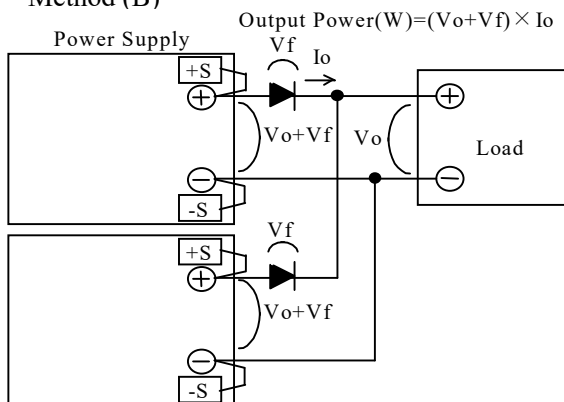 Method (B)
Output Power(W)=(Vo+Vf)×Io
Power Supply
Vf
Io
+S
+
+
Vo+Vf
Vo
Load
−
−
-S
Vf
+S
+
Vo+Vf
−
-S